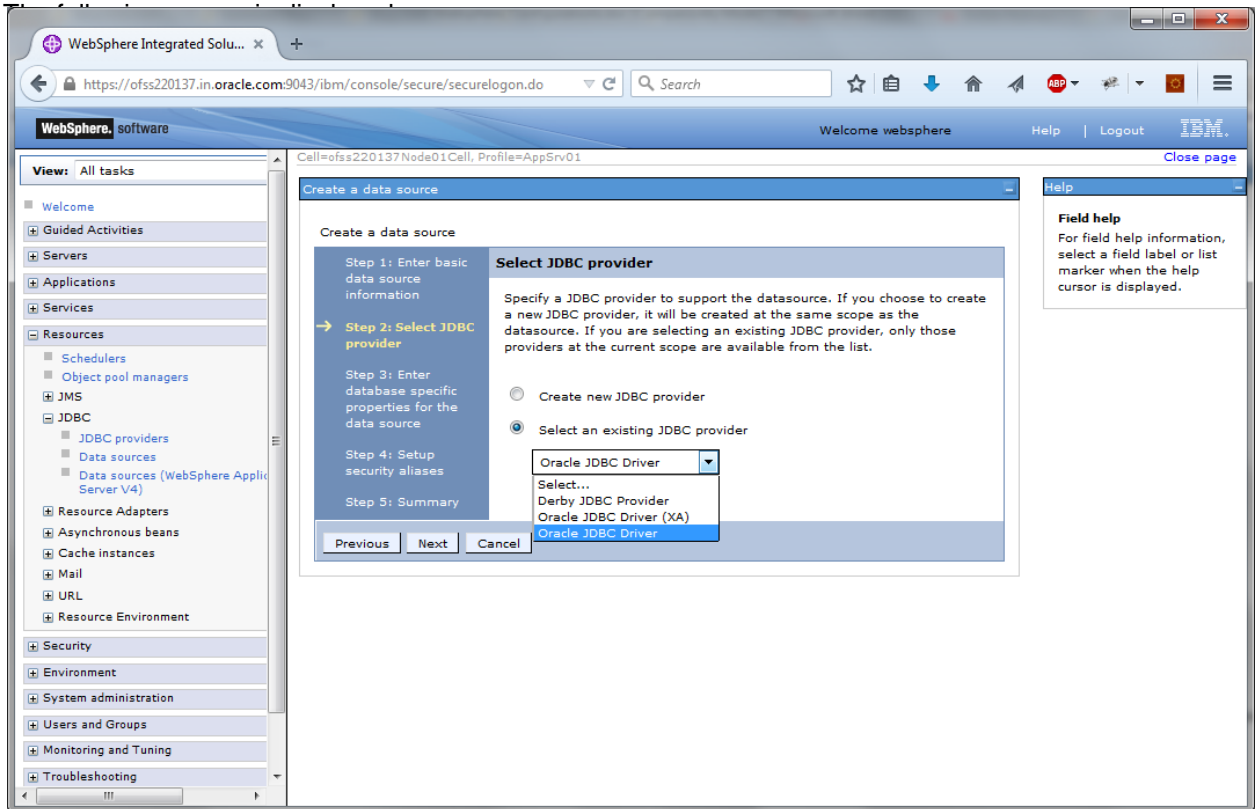 WebSphere Integrated Solu... ×
https://ofss220137.in.oracle.com:9043/ibm/console/secure/securelogon.do
Search
ABP
WebSphere. software
Welcome websphere
Help | Logout
IBM.
View: All tasks
Welcome
Guided Activities
Servers
Applications
Services
Resources
Schedulers
Object pool managers
JMS
JDBC
JDBC providers
Data sources
Data sources (WebSphere Applic
Server V4)
Resource Adapters
Asynchronous beans
Cache instances
Mail
URL
Resource Environment
Security
Environment
System administration
Users and Groups
Monitoring and Tuning
Troubleshooting
Cell=ofss220137Node01Cell, Profile=AppSrv01
Close page
Create a data source
Create a data source
Step 1: Enter basic
data source
information
Step 2: Select JDBC
provider
Step 3: Enter
database specific
properties for the
data source
Step 4: Setup
security aliases
Step 5: Summary
Select JDBC provider
Specify a JDBC provider to support the datasource. If you choose to create
a new JDBC provider, it will be created at the same scope as the
datasource. If you are selecting an existing JDBC provider, only those
providers at the current scope are available from the list.
Create new JDBC provider
Select an existing JDBC provider
Oracle JDBC Driver
Select...
Derby JDBC Provider
Oracle JDBC Driver (XA)
Oracle JDBC Driver
Previous Next Cancel
Help
Field help
For field help information,
select a field label or list
marker when the help
cursor is displayed.